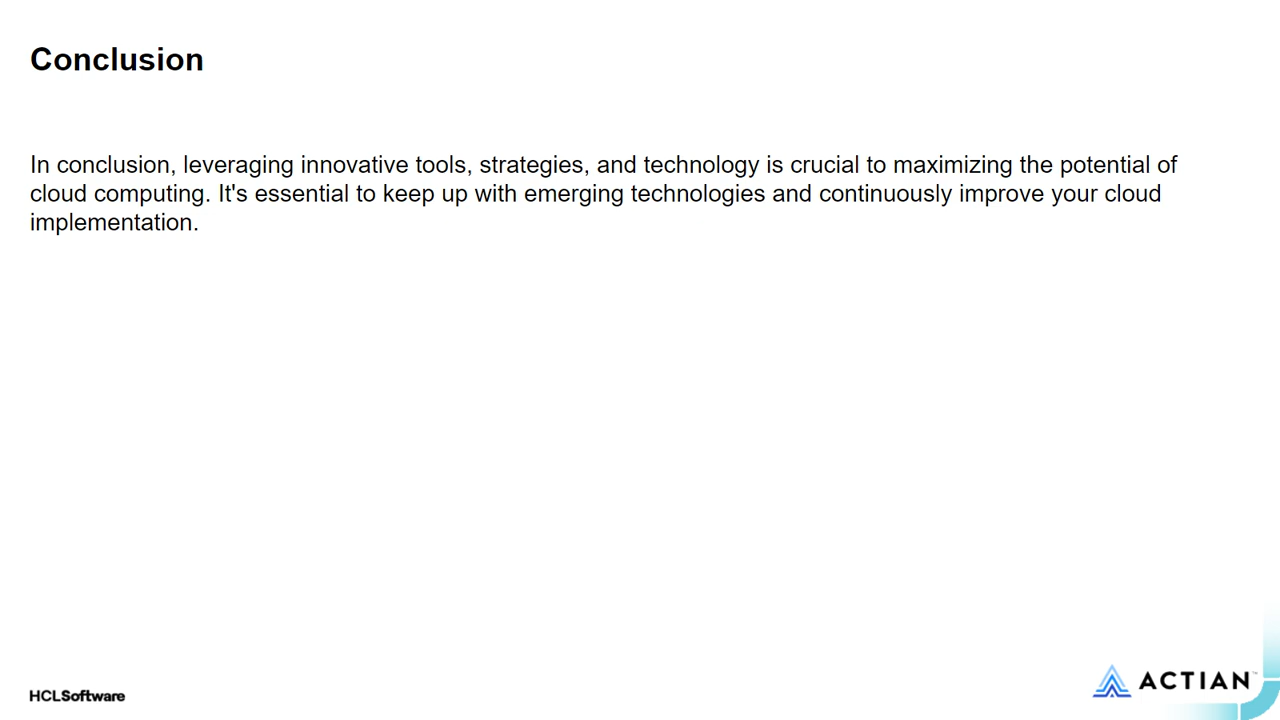 Conclusion
In conclusion, leveraging innovative tools, strategies, and technology is crucial to maximizing the potential of
cloud computing. It's essential to keep up with emerging technologies and continuously improve your cloud
implementation.
HCLSoftware
ACTIAN™